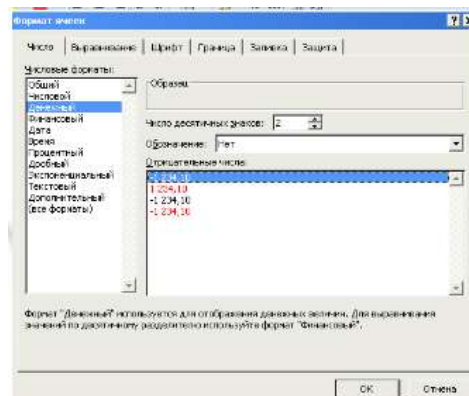 Формат ячеек
Число
Выравнивание
Шрифт
Граница
Заливка
Защита
Числовые форматы:
Общий
Числовой
Денежный
Финансовый
Дата
Время
Процентный
Дробный
Экспоненциальный
Текстовый
Дополнительный
(все форматы)
Образец
Число десятичных знаков: 2
Обозначение: Нет
Отрицательные числа:
-1 234,10
1 234,10
-1 234,10
-1 234,10
Формат "Денежный" используется для отображения денежных величин. Для выравнивания
значений по десятичному разделителю используйте формат "Финансовый".
ОК
Отмена